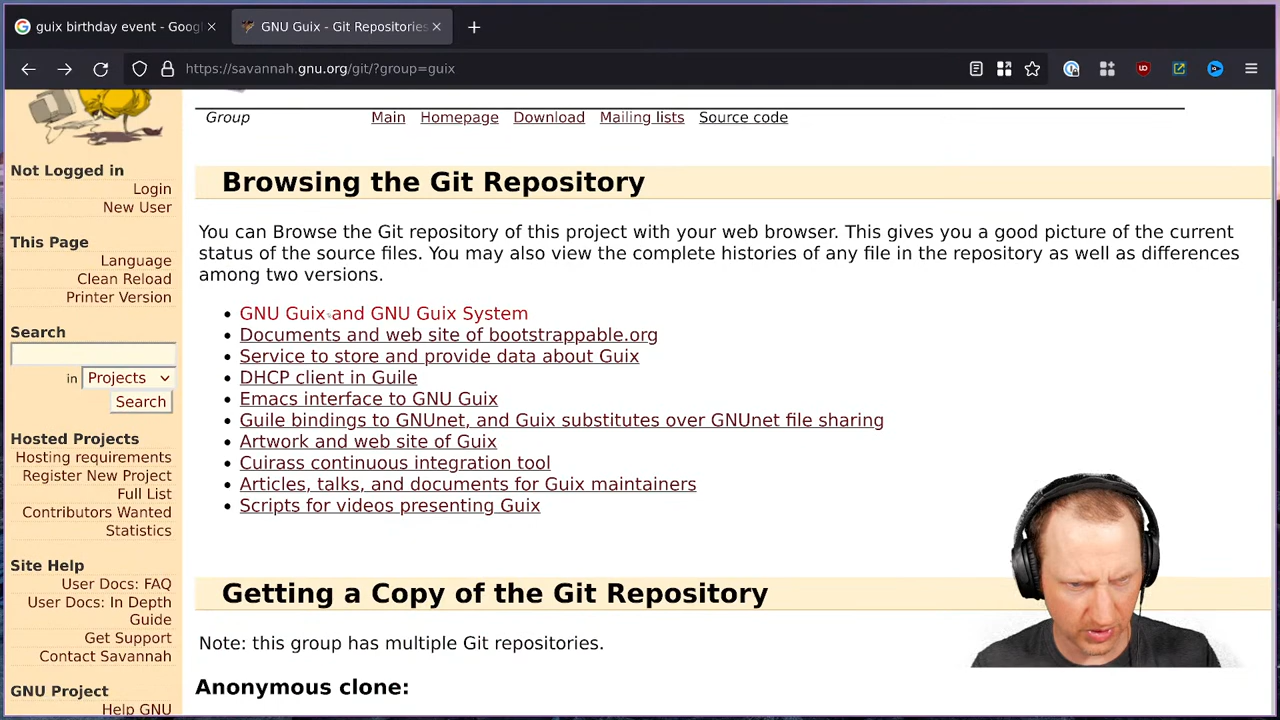 guix birthday event - Goog
GNU Guix - Git Repositories
https://savannah.gnu.org/git/?group=guix
Group
Main
Homepage
Download
Mailing lists
Source code
Not Logged in
Login
New User
This Page
Language
Clean Reload
Printer Version
Search
in
Projects
Search
Hosted Projects
Hosting requirements
Register New Project
Full List
Contributors Wanted
Statistics
Site Help
User Docs: FAQ
User Docs: In Depth
Guide
Get Support
Contact Savannah
GNU Project
Help GNU
Browsing the Git Repository
You can Browse the Git repository of this project with your web browser. This gives you a good picture of the current
status of the source files. You may also view the complete histories of any file in the repository as well as differences
among two versions.
• GNU Guix and GNU Guix System
• Documents and web site of bootstrappable.org
• Service to store and provide data about Guix
• DHCP client in Guile
• Emacs interface to GNU Guix
• Guile bindings to GNUnet, and Guix substitutes over GNUnet file sharing
• Artwork and web site of Guix
• Cuirass continuous integration tool
• Articles, talks, and documents for Guix maintainers
• Scripts for videos presenting Guix
Getting a Copy of the Git Repository
Note: this group has multiple Git repositories.
Anonymous clone: